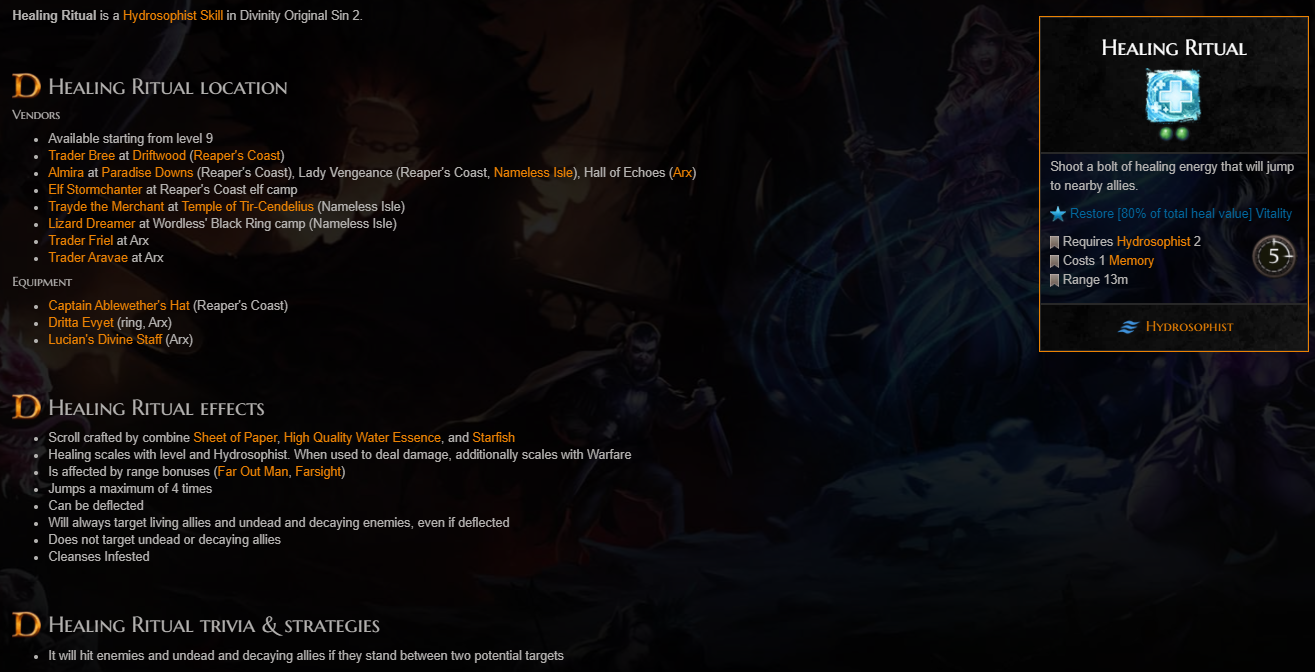 Healing Ritual is a Hydrosophist Skill in Divinity Original Sin 2.
Healing Ritual location
Vendors
Available starting from level 9
Trader Bree at Driftwood (Reaper's Coast)
Almira at Paradise Downs (Reaper's Coast), Lady Vengeance (Reaper's Coast, Nameless Isle), Hall of Echoes (Arx)
Elf Stormchanter at Reaper's Coast elf camp
Trayde the Merchant at Temple of Tir-Cendelius (Nameless Isle)
Lizard Dreamer at Wordless' Black Ring camp (Nameless Isle)
Trader Friel at Arx
Trader Aravae at Arx
Equipment
Captain Ablewether's Hat (Reaper's Coast)
Dritta Evyet (ring, Arx)
Lucian's Divine Staff (Arx)
Healing Ritual effects
Scroll crafted by combine Sheet of Paper, High Quality Water Essence, and Starfish
Healing scales with level and Hydrosophist. When used to deal damage, additionally scales with Warfare
Is affected by range bonuses (Far Out Man, Farsight)
Jumps a maximum of 4 times
Can be deflected
Will always target living allies and undead and decaying enemies, even if deflected
Does not target undead or decaying allies
Cleanses Infested
Healing Ritual trivia & strategies
It will hit enemies and undead and decaying allies if they stand between two potential targets
Healing Ritual
Shoot a bolt of healing energy that will jump
to nearby allies.
Restore [80% of total heal value] Vitality
Requires Hydrosophist 2
Costs 1 Memory
Range 13m
5
Hydrosophist